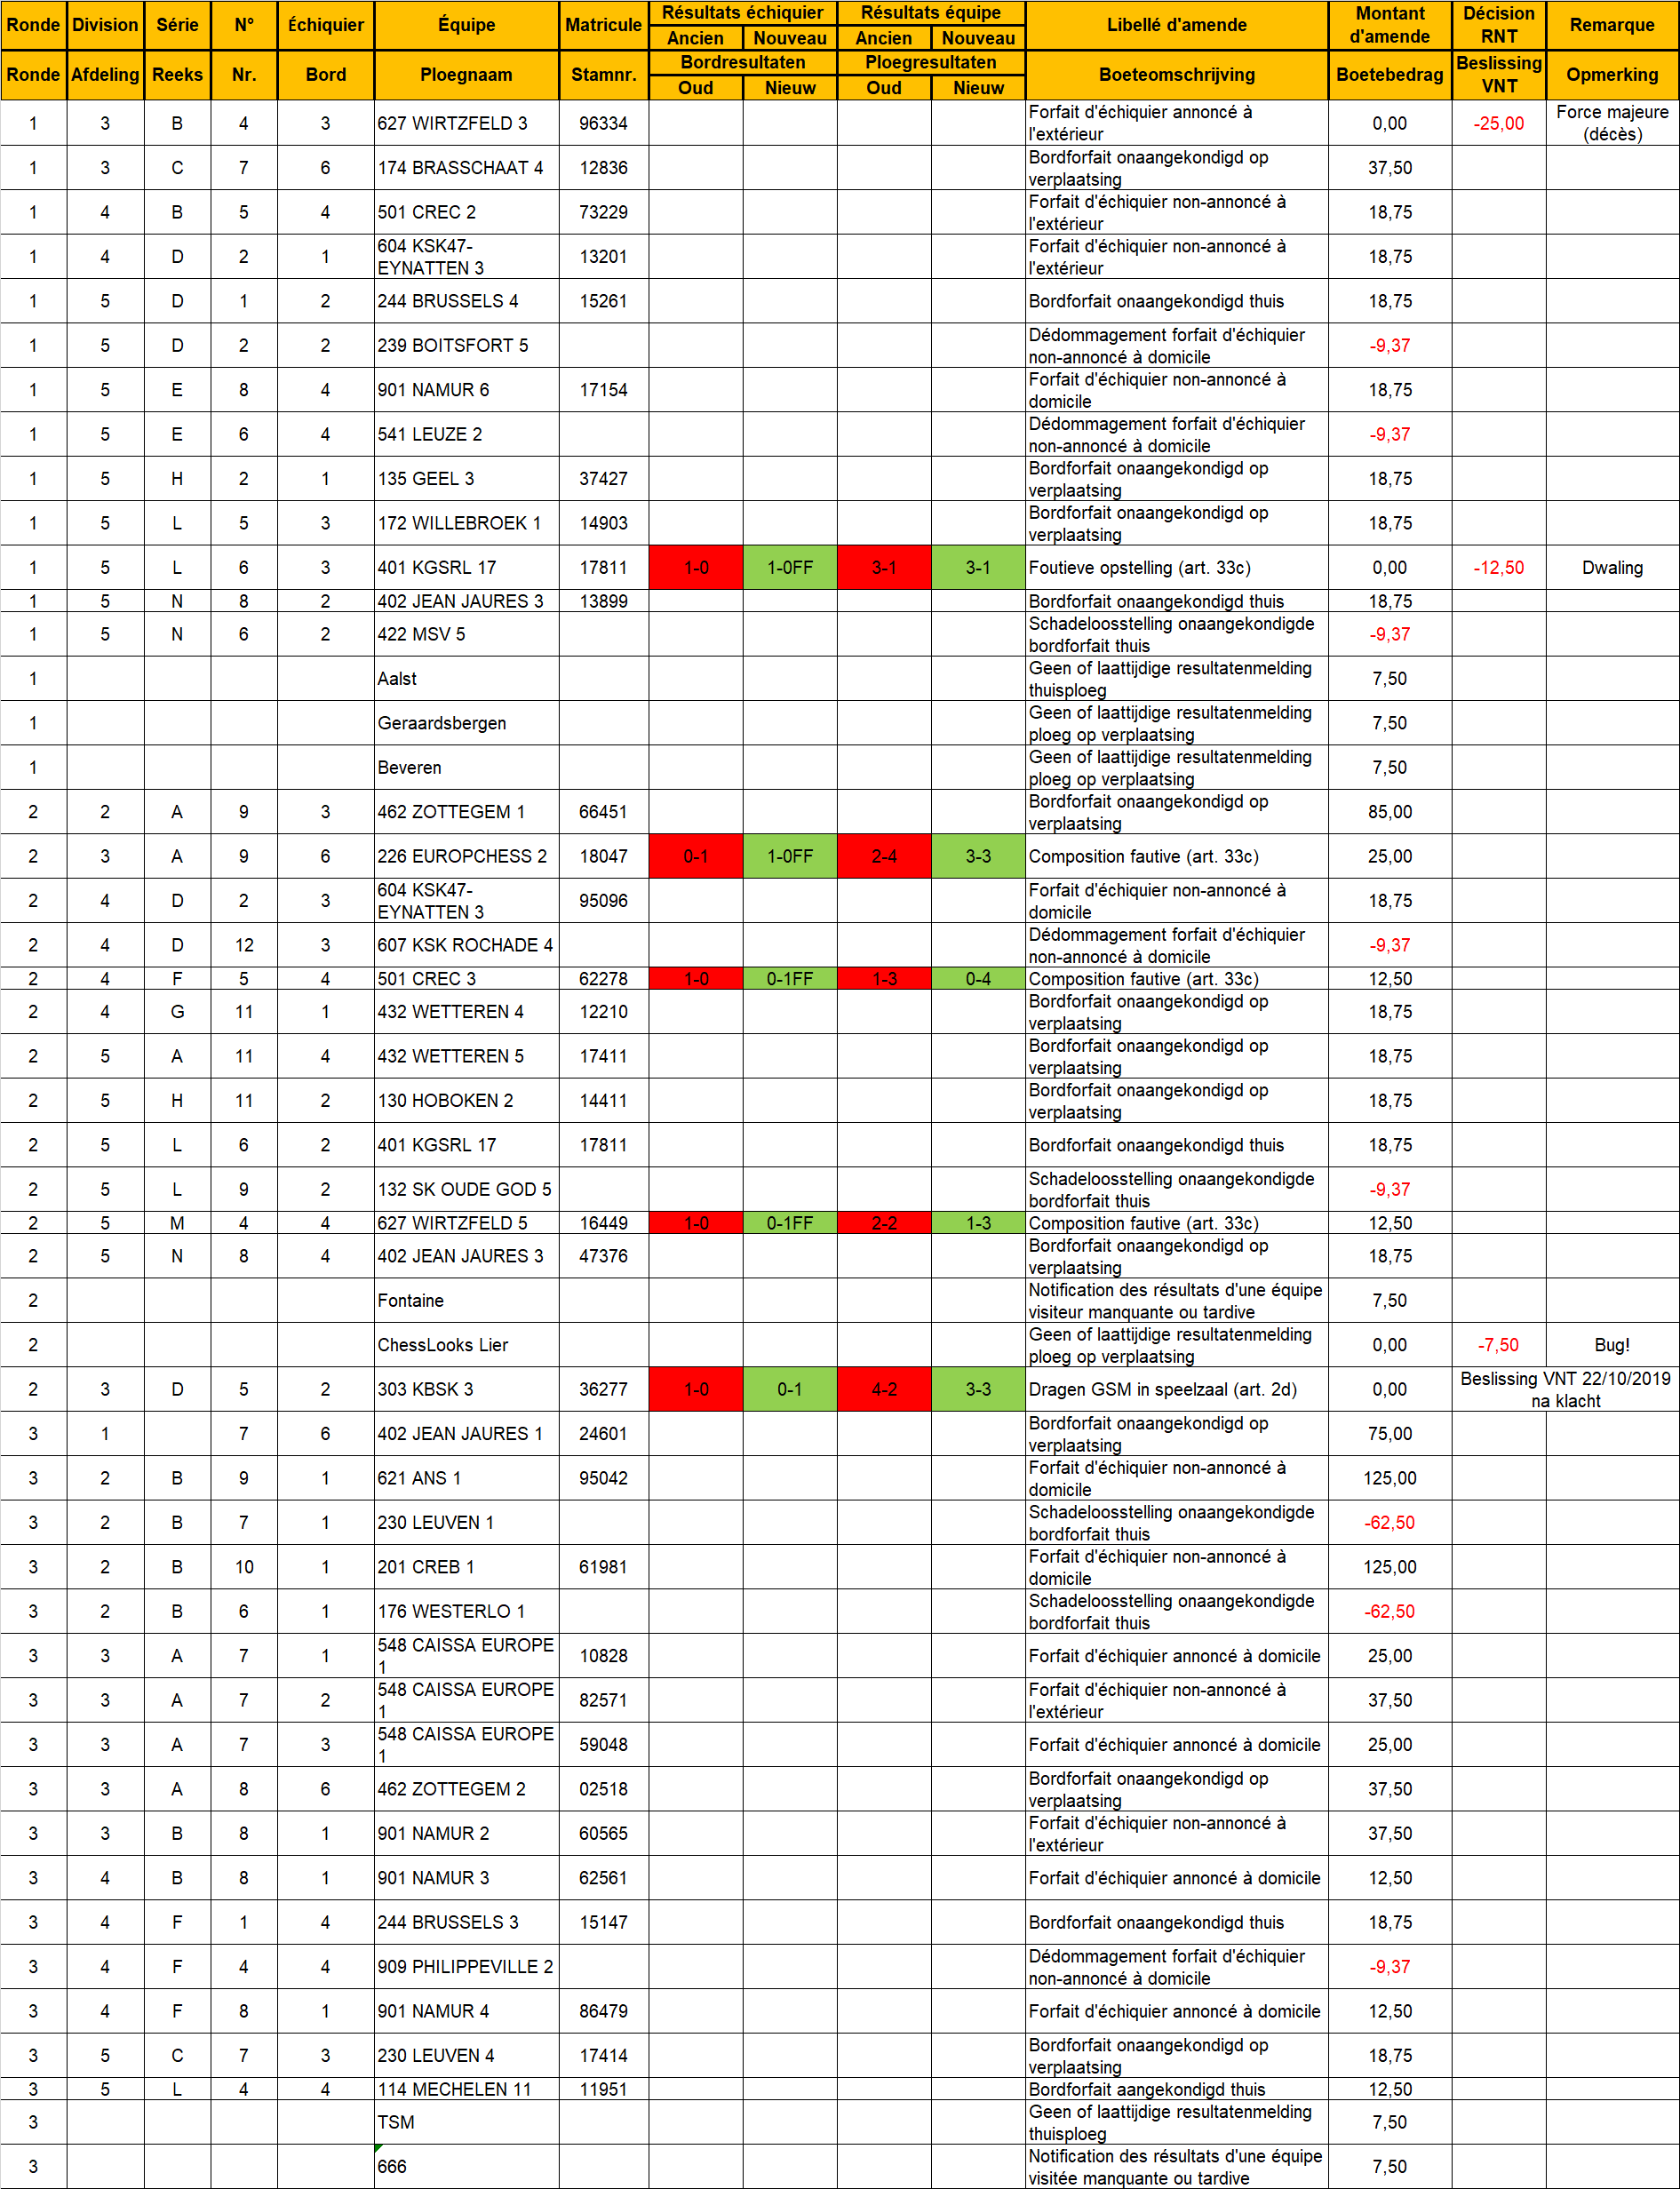 Ronde Division Série N° Échiquier Équipe Matricule Résultats échiquier Résultats équipe Libellé d'amende Montant d'amende Décision RNT Remarque
Ancien Nouveau Ancien Nouveau
Ronde Afdeling Reeks Nr. Bord Ploegnaam Stamnr. Bordresultaten Ploegresultaten Boeteomschrijving Boetebedrag Beslissing VNT Opmerking
Oud Nieuw Oud Nieuw
1 3 B 4 3 627 WIRTZFELD 3 96334 Forfait d'échiquier annoncé à l'extérieur 0,00 -25,00 Force majeure (décès)
1 3 C 7 6 174 BRASSCHAAT 4 12836 Bordforfait onaangekondigd op verplaatsing 37,50
1 4 B 5 4 501 CREC 2 73229 Forfait d'échiquier non-annoncé à l'extérieur 18,75
1 4 D 2 1 604 KSK47-EYNATTEN 3 13201 Forfait d'échiquier non-annoncé à l'extérieur 18,75
1 5 D 1 2 244 BRUSSELS 4 15261 Bordforfait onaangekondigd thuis 18,75
1 5 D 2 2 239 BOITSFORT 5 Dédommagement forfait d'échiquier non-annoncé à domicile -9,37
1 5 E 8 4 901 NAMUR 6 17154 Forfait d'échiquier non-annoncé à domicile 18,75
1 5 E 6 4 541 LEUZE 2 Dédommagement forfait d'échiquier non-annoncé à domicile -9,37
1 5 H 2 1 135 GEEL 3 37427 Bordforfait onaangekondigd op verplaatsing 18,75
1 5 L 5 3 172 WILLEBROEK 1 14903 Bordforfait onaangekondigd op verplaatsing 18,75
1 5 L 6 3 401 KGSRL 17 17811 1-0 1-0FF 3-1 3-1 Foutieve opstelling (art. 33c) 0,00 -12,50 Dwaling
1 5 N 8 2 402 JEAN JAURES 3 13899 Bordforfait onaangekondigd thuis 18,75
1 5 N 6 2 422 MSV 5 Schadeloosstelling onaangekondigde bordforfait thuis -9,37
1 Aalst Geen of laattijdige resultatenmelding thuisploeg 7,50
1 Geraardsbergen Geen of laattijdige resultatenmelding ploeg op verplaatsing 7,50
1 Beveren Geen of laattijdige resultatenmelding ploeg op verplaatsing 7,50
2 2 A 9 3 462 ZOTTEGEM 1 66451 Bordforfait onaangekondigd op verplaatsing 85,00
2 3 A 9 6 226 EUROPCHESS 2 18047 0-1 1-0FF 2-4 3-3 Composition fautive (art. 33c) 25,00
2 4 D 2 3 604 KSK47-EYNATTEN 3 95096 Forfait d'échiquier non-annoncé à domicile 18,75
2 4 D 12 3 607 KSK ROCHADE 4 Dédommagement forfait d'échiquier non-annoncé à domicile -9,37
2 4 F 5 4 501 CREC 3 62278 1-0 0-1FF 1-3 0-4 Composition fautive (art. 33c) 12,50
2 4 G 11 1 432 WETTEREN 4 12210 Bordforfait onaangekondigd op verplaatsing 18,75
2 5 A 11 4 432 WETTEREN 5 17411 Bordforfait onaangekondigd op verplaatsing 18,75
2 5 H 11 2 130 HOBOKEN 2 14411 Bordforfait onaangekondigd op verplaatsing 18,75
2 5 L 6 2 401 KGSRL 17 17811 Bordforfait onaangekondigd thuis 18,75
2 5 L 9 2 132 SK OUDE GOD 5 Schadeloosstelling onaangekondigde bordforfait thuis -9,37
2 5 M 4 4 627 WIRTZFELD 5 16449 1-0 0-1FF 2-2 1-3 Composition fautive (art. 33c) 12,50
2 5 N 8 4 402 JEAN JAURES 3 47376 Bordforfait onaangekondigd op verplaatsing 18,75
2 Fontaine Notification des résultats d'une équipe visiteur manquante ou tardive 7,50
2 ChessLooks Lier Geen of laattijdige resultatenmelding ploeg op verplaatsing 0,00 -7,50 Bug!
2 3 D 5 2 303 KBSK 3 36277 1-0 0-1 4-2 3-3 Dragen GSM in speelzaal (art. 2d) 0,00 Beslissing VNT 22/10/2019 na klacht
3 1 7 6 402 JEAN JAURES 1 24601 Bordforfait onaangekondigd op verplaatsing 75,00
3 2 B 9 1 621 ANS 1 95042 Forfait d'échiquier non-annoncé à domicile 125,00
3 2 B 7 1 230 LEUVEN 1 Schadeloosstelling onaangekondigde bordforfait thuis -62,50
3 2 B 10 1 201 CREB 1 61981 Forfait d'échiquier non-annoncé à domicile 125,00
3 2 B 6 1 176 WESTERLO 1 Schadeloosstelling onaangekondigde bordforfait thuis -62,50
3 3 A 7 1 548 CAISSA EUROPE 1 10828 Forfait d'échiquier annoncé à domicile 25,00
3 3 A 7 2 548 CAISSA EUROPE 1 82571 Forfait d'échiquier non-annoncé à l'extérieur 37,50
3 3 A 7 3 548 CAISSA EUROPE 1 59048 Forfait d'échiquier annoncé à domicile 25,00
3 3 A 8 6 462 ZOTTEGEM 2 02518 Bordforfait onaangekondigd op verplaatsing 37,50
3 3 B 8 1 901 NAMUR 2 60565 Forfait d'échiquier non-annoncé à l'extérieur 37,50
3 4 B 8 1 901 NAMUR 3 62561 Forfait d'échiquier annoncé à domicile 12,50
3 4 F 1 4 244 BRUSSELS 3 15147 Bordforfait onaangekondigd thuis 18,75
3 4 F 4 4 909 PHILIPPEVILLE 2 Dédommagement forfait d'échiquier non-annoncé à domicile -9,37
3 4 F 8 1 901 NAMUR 4 86479 Forfait d'échiquier annoncé à domicile 12,50
3 5 C 7 3 230 LEUVEN 4 17414 Bordforfait onaangekondigd op verplaatsing 18,75
3 5 L 4 4 114 MECHELEN 11 11951 Bordforfait aangekondigd thuis 12,50
3 TSM Geen of laattijdige resultatenmelding thuisploeg 7,50
3 666 Notification des résultats d'une équipe visitée manquante ou tardive 7,50